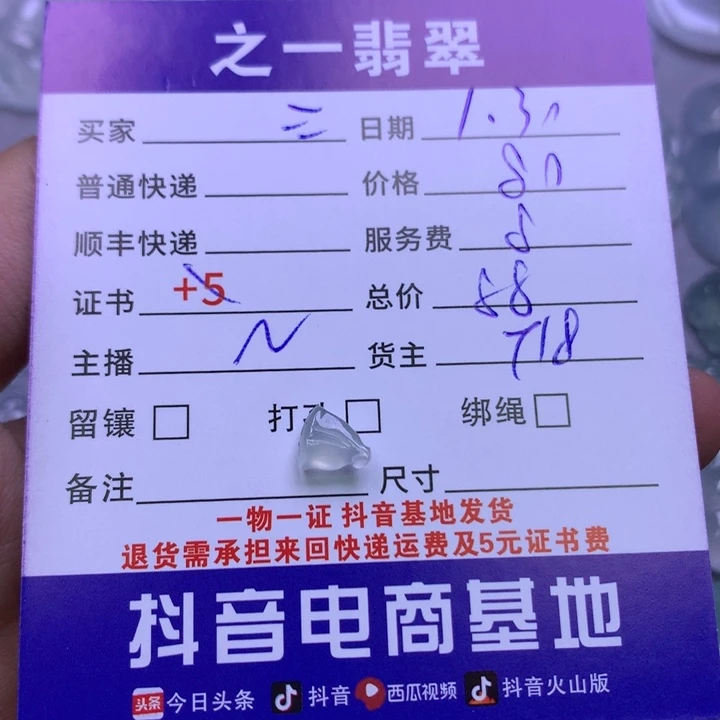 之一翡翠
买家 三 日期 1.31
普通快递 价格 80
顺丰快递 服务费 8
证书 +5 总价 88
主播 N 货主 T18
留镶 打孔 绑绳
备注 尺寸
一物一证 抖音基地发货
退货需承担来回快递运费及5元证书费
抖音电商基地
头条 今日头条 抖音 西瓜视频 抖音火山版